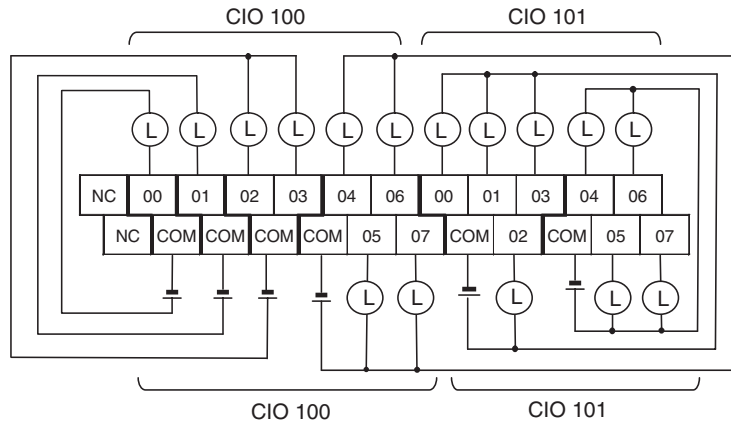 CIO 100 CIO 101
L L L L L L L L L L L
NC 00 01 02 03 04 06 00 01 03 04 06
NC COM COM COM COM 05 07 COM 02 COM 05 07
L L L L L
CIO 100 CIO 101